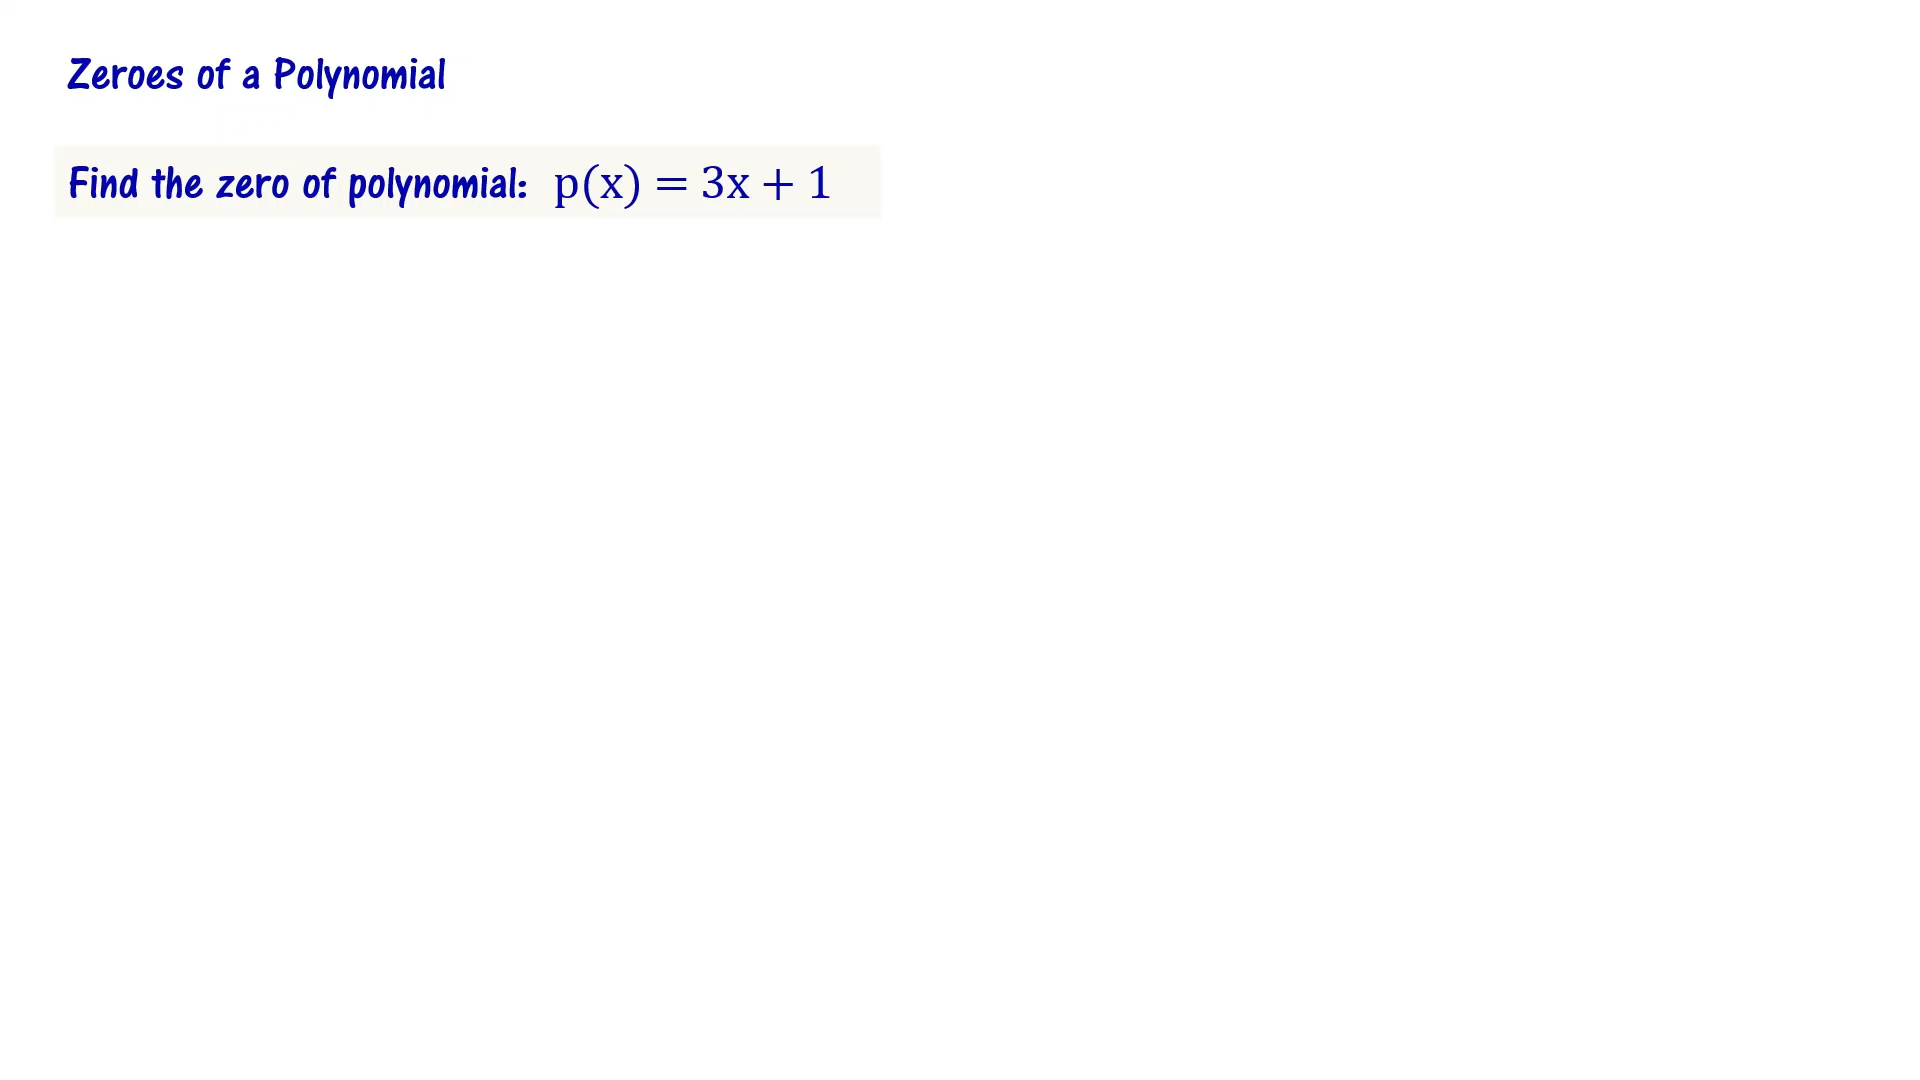 Zeroes of a Polynomial
Find the zero of polynomial: p(x) = 3x + 1